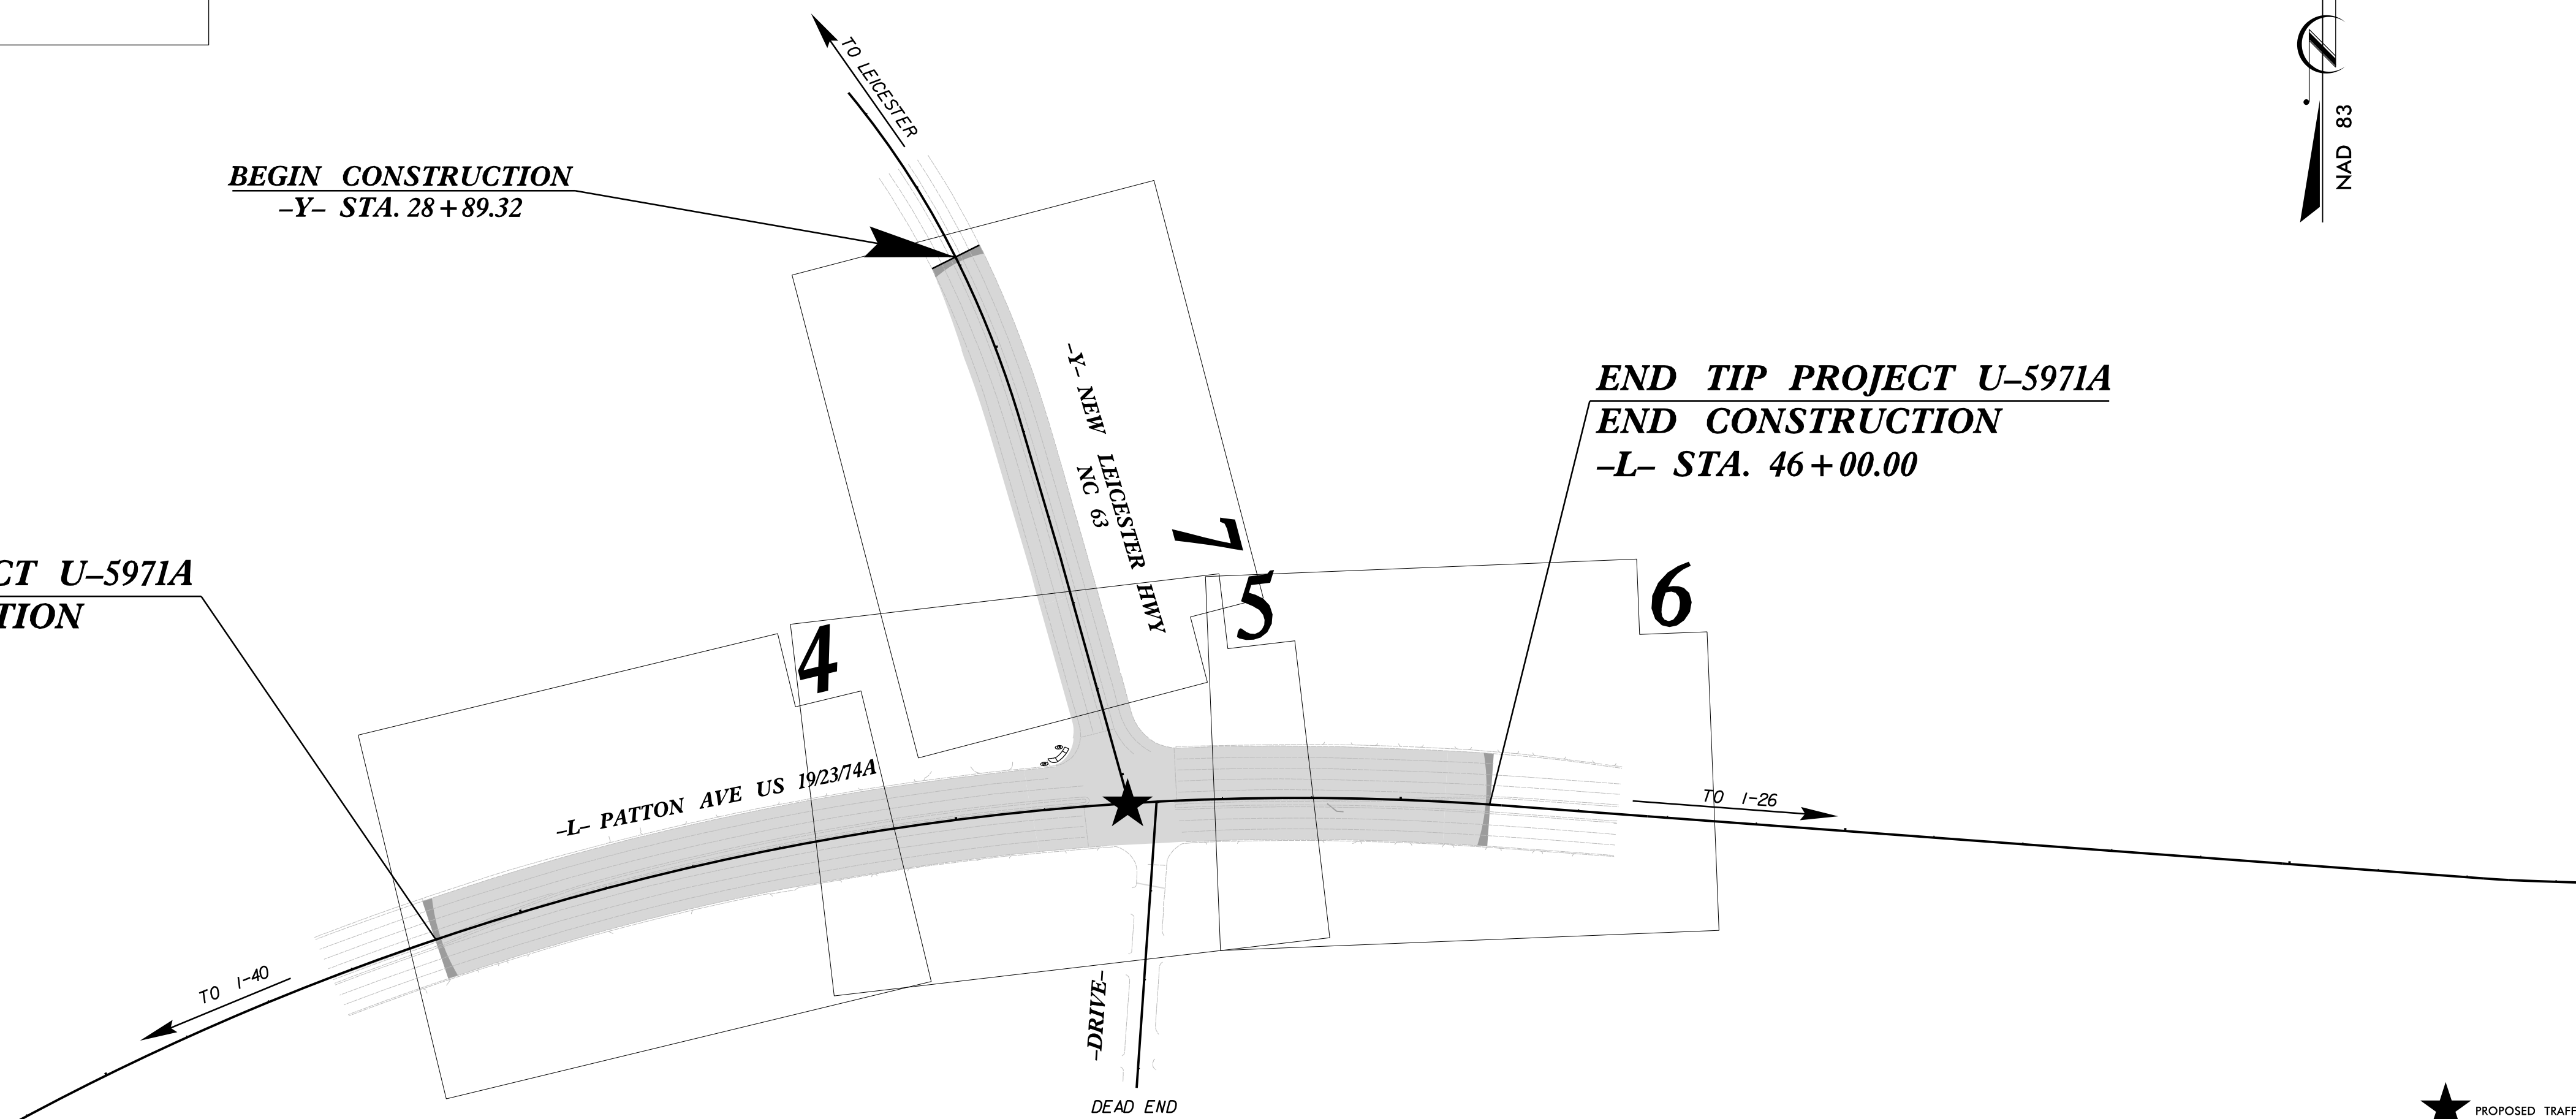 TO LEICESTER
NAD 83
BEGIN CONSTRUCTION
–Y– STA. 28+89.32
–Y– NEW LEICESTER HWY
NC 63
END TIP PROJECT U–5971A
END CONSTRUCTION
–L– STA. 46+00.00
7
5
6
4
CT U–5971A
TION
–L– PATTON AVE US 19/23/74A
TO I-26
TO I-40
–DRIVE–
DEAD END
PROPOSED TRAFF